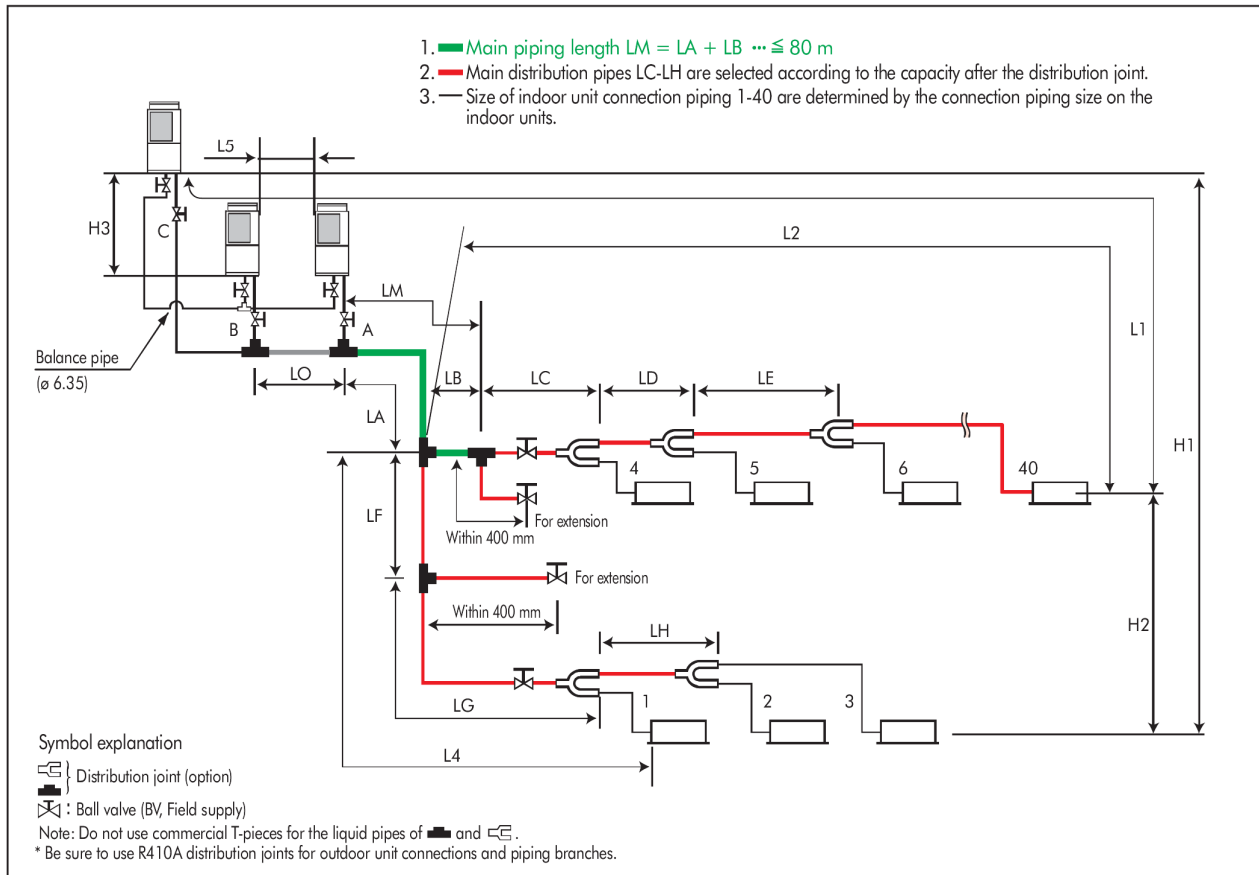 1. Main piping length LM = LA + LB ··· ≦ 80 m
2. Main distribution pipes LC-LH are selected according to the capacity after the distribution joint.
3. Size of indoor unit connection piping 1-40 are determined by the connection piping size on the
indoor units.
L5
H3
C
L2
LM
L1
B
A
Balance pipe
(ø 6.35)
LO
LA
LB
LC
LD
LE
H1
4
5
6
40
LF
For extension
Within 400 mm
For extension
Within 400 mm
H2
LH
LG
1
2
3
L4
Symbol explanation
Distribution joint (option)
: Ball valve (BV, Field supply)
Note: Do not use commercial T-pieces for the liquid pipes of and .
* Be sure to use R410A distribution joints for outdoor unit connections and piping branches.